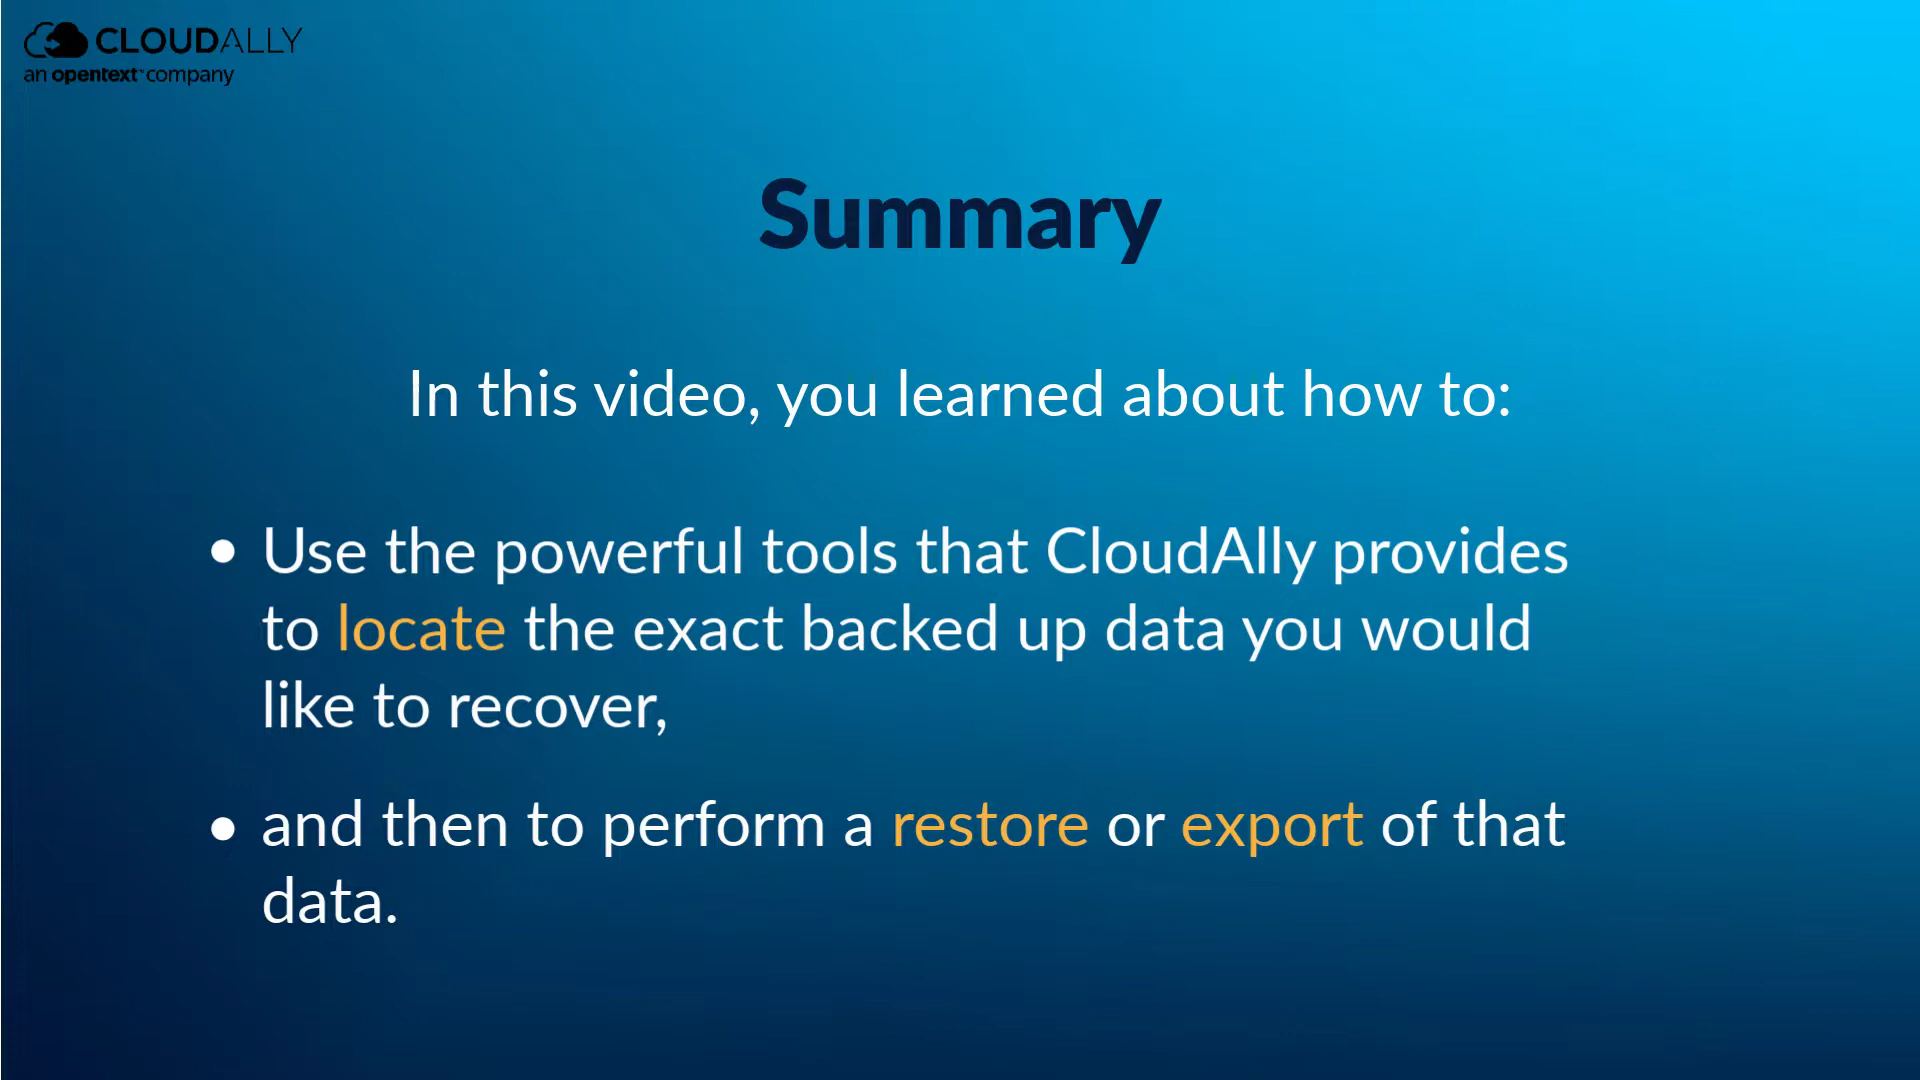 CLOUDALLY
an opentext™ company
Summary
In this video, you learned about how to:
• Use the powerful tools that CloudAlly provides
to locate the exact backed up data you would
like to recover,
• and then to perform a restore or export of that
data.